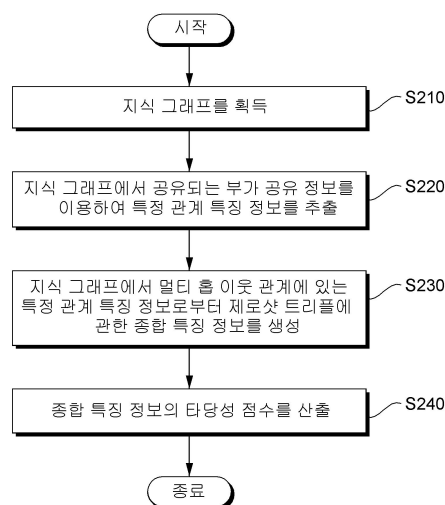 시작
지식 그래프를 획득
S210
지식 그래프에서 공유되는 부가 공유 정보를
이용하여 특정 관계 특징 정보를 추출
S220
지식 그래프에서 멀티 홉 이웃 관계에 있는
특정 관계 특징 정보로부터 제로샷 트리플에
관한 종합 특징 정보를 생성
S230
종합 특징 정보의 타당성 점수를 산출
S240
종료